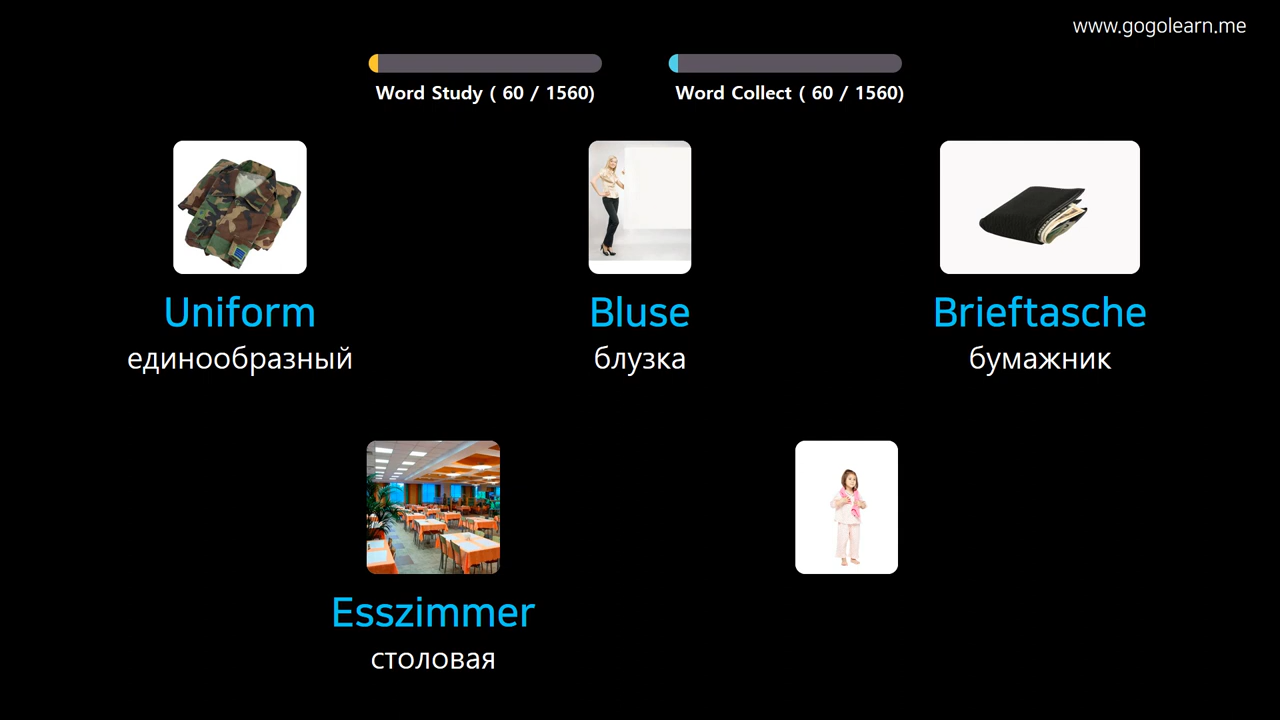 www.gogolearn.me
Word Study ( 60 / 1560)
Word Collect ( 60 / 1560)
Uniform
единообразный
Bluse
блузка
Brieftasche
бумажник
Esszimmer
столовая